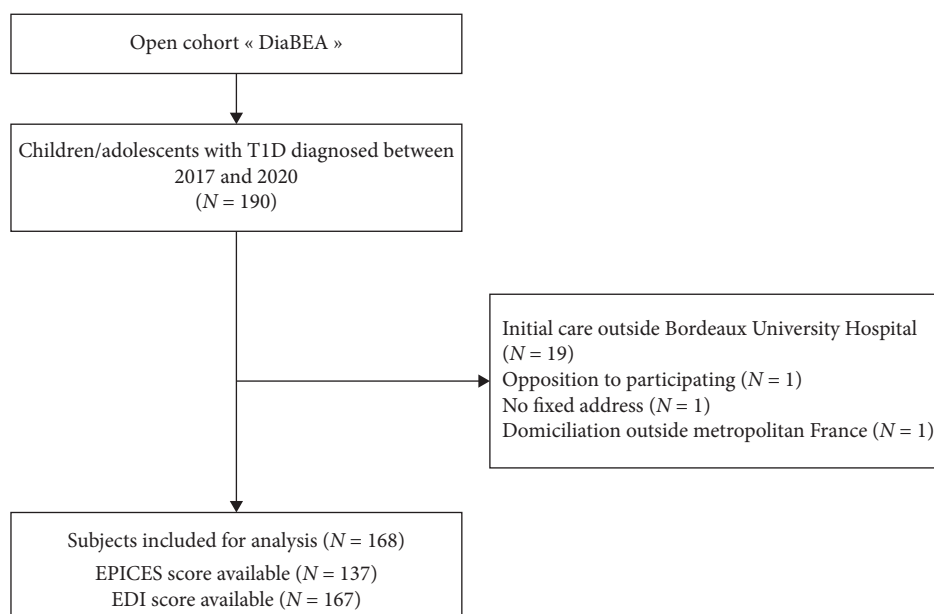 Open cohort « DiaBEA »
Children/adolescents with T1D diagnosed between
2017 and 2020
(N = 190)
Initial care outside Bordeaux University Hospital
(N = 19)
Opposition to participating (N = 1)
No fixed address (N = 1)
Domiciliation outside metropolitan France (N = 1)
Subjects included for analysis (N = 168)
EPICES score available (N = 137)
EDI score available (N = 167)